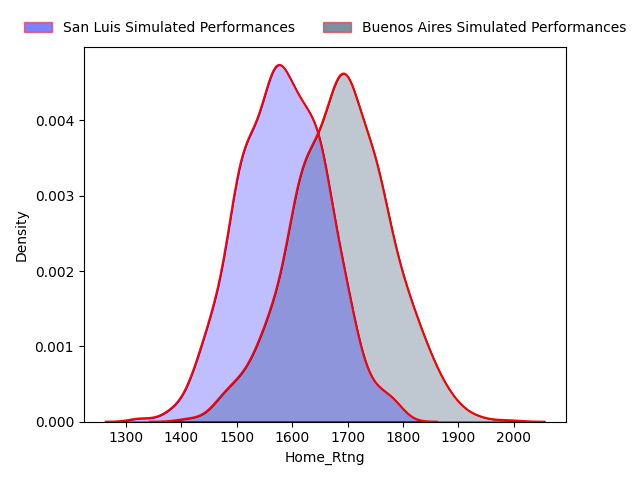 San Luis Simulated Performances
Buenos Aires Simulated Performances
Density
0.004
0.003
0.002
0.001
0.000
1300 1400 1500 1600 1700 1800 1900 2000
Home_Rtng